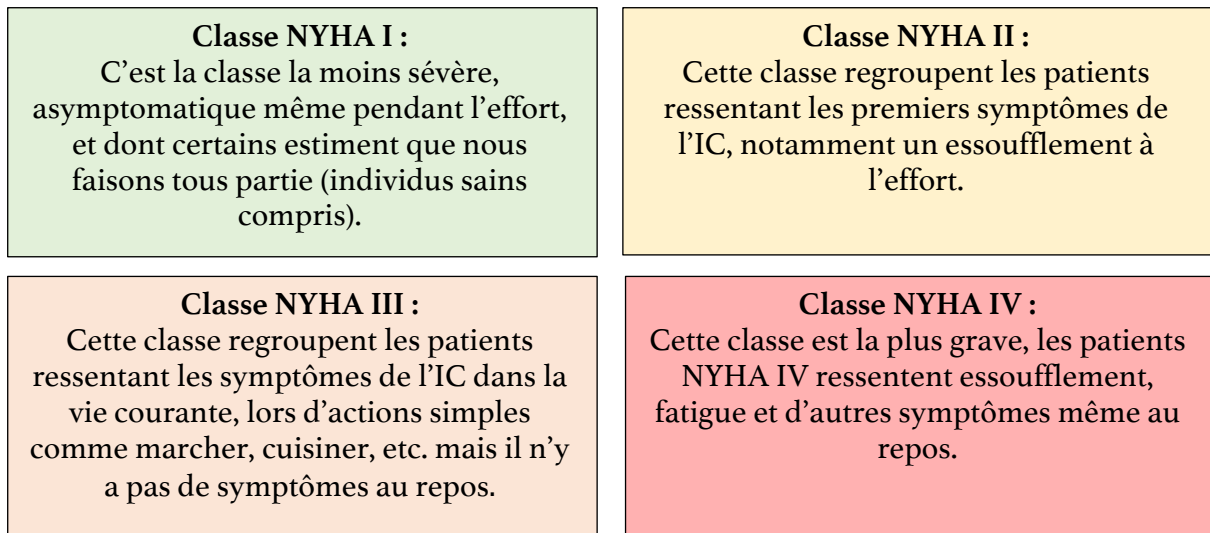 Classe NYHA I :
C’est la classe la moins sévère,
asymptomatique même pendant l’effort,
et dont certains estiment que nous
faisons tous partie (individus sains
compris).
Classe NYHA II :
Cette classe regroupent les patients
ressentant les premiers symptômes de
l’IC, notamment un essoufflement à
l’effort.
Classe NYHA III :
Cette classe regroupent les patients
ressentant les symptômes de l’IC dans la
vie courante, lors d’actions simples
comme marcher, cuisiner, etc. mais il n’y
a pas de symptômes au repos.
Classe NYHA IV :
Cette classe est la plus grave, les patients
NYHA IV ressentent essoufflement,
fatigue et d’autres symptômes même au
repos.